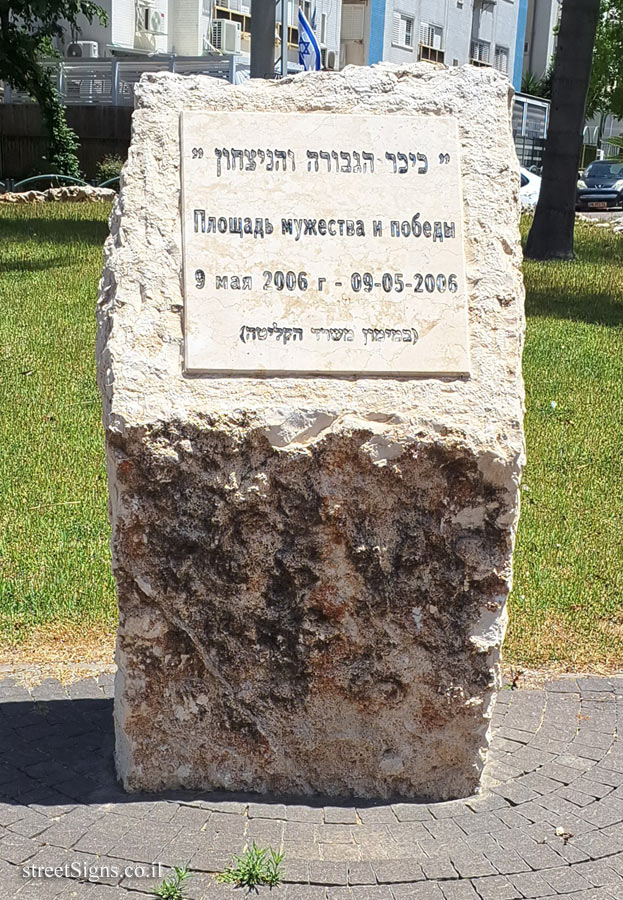 "כיכר הגבורה והניצחון"
Площадь мужества и победы
9 мая 2006 г - 09-05-2006
(במימון משרד הקליטה)
streetSigns.co.il